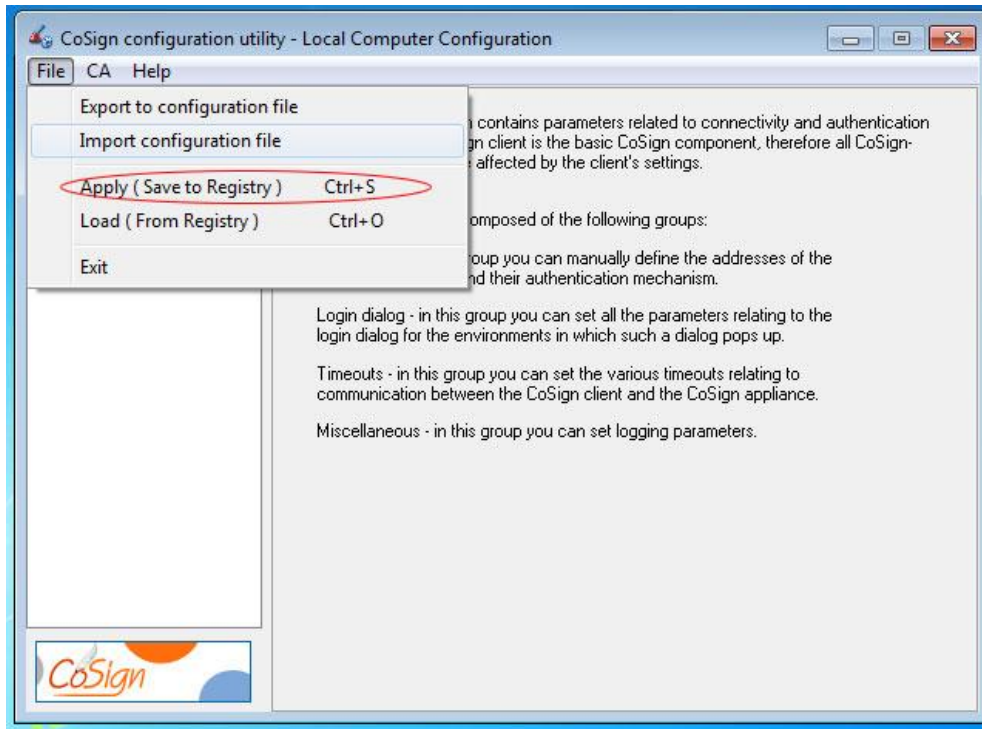 CoSign configuration utility - Local Computer Configuration
File CA Help
Export to configuration file
Import configuration file
Apply ( Save to Registry ) Ctrl+S
Load ( From Registry ) Ctrl+O
Exit
contains parameters related to connectivity and authentication
client is the basic CoSign component, therefore all CoSign-
affected by the client's settings.
composed of the following groups:
you can manually define the addresses of the
their authentication mechanism.
Login dialog - in this group you can set all the parameters relating to the
login dialog for the environments in which such a dialog pops up.
Timeouts - in this group you can set the various timeouts relating to
communication between the CoSign client and the CoSign appliance.
Miscellaneous - in this group you can set logging parameters.
CoSign